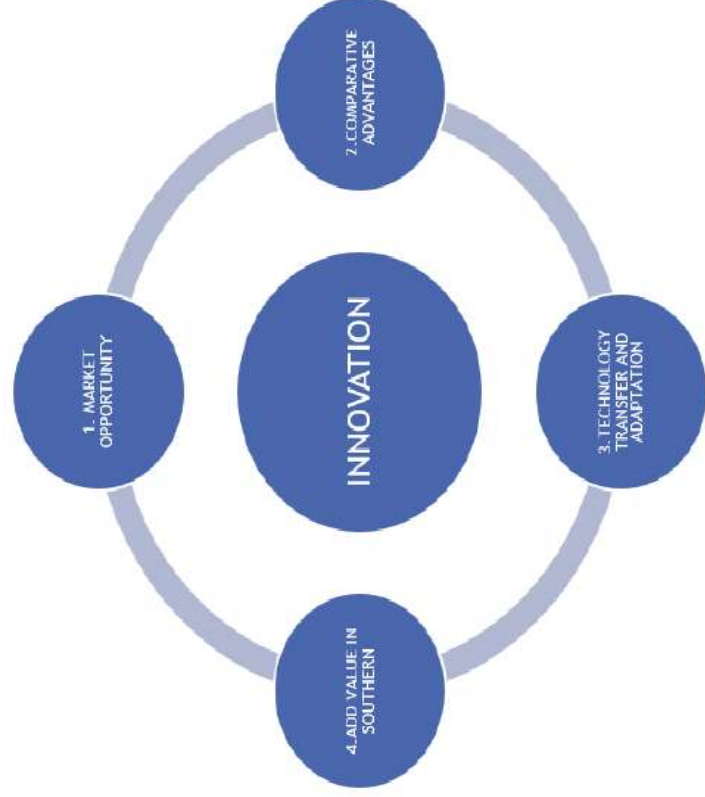 1. MARKET
OPPORTUNITY
2.COMPARATIVE
ADVANTAGES
3.TECHNOLOGY
TRANSFER AND
ADAPTATION
4.ADD VALUE IN
SOUTHERN
INNOVATION